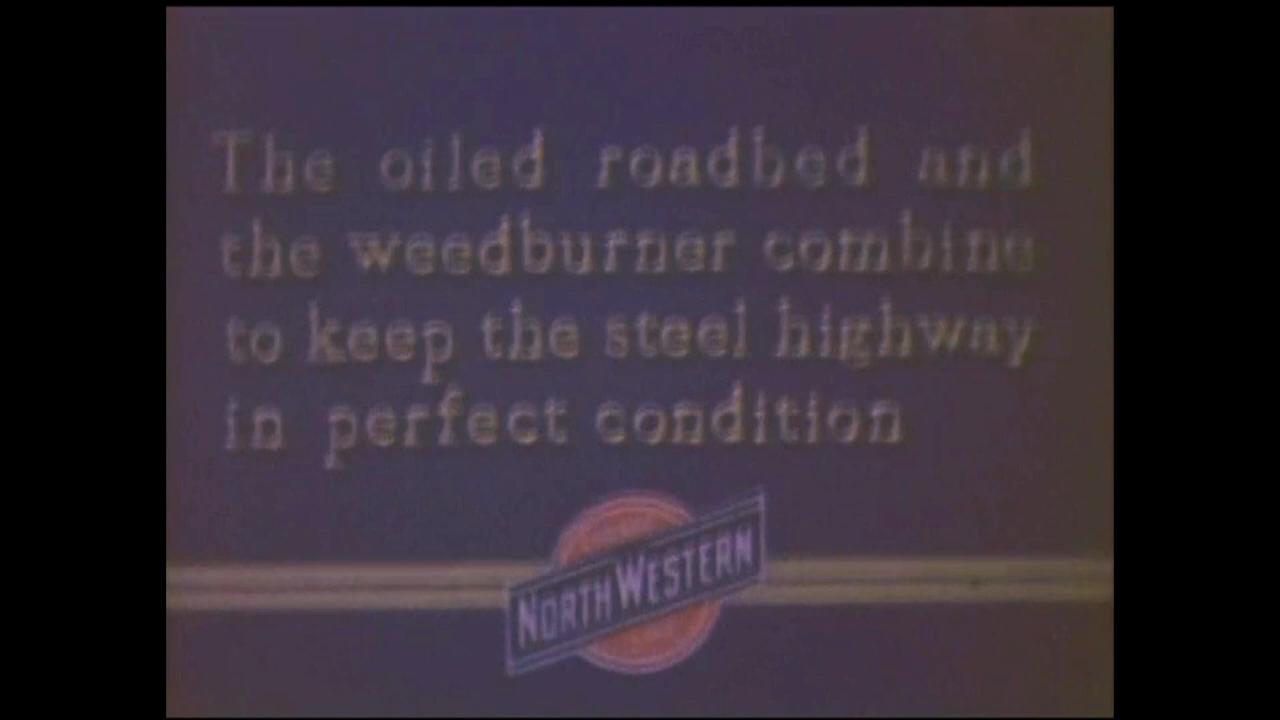 The oiled roadbed and
the weedburner combine
to keep the steel highway
in perfect condition
NORTH WESTERN